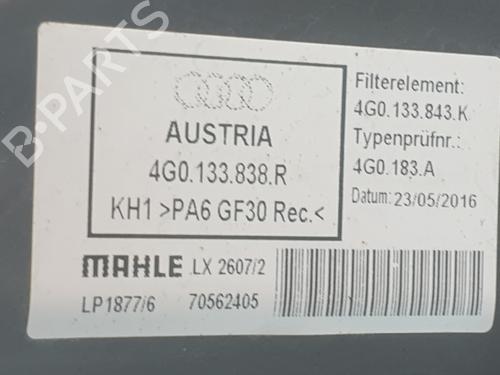 AUSTRIA
4G0.133.838.R
KH1 >PA6 GF30 Rec.<
Filterelement:
4G0.133.843.K
Typenprüfnr.:
4G0.183.A
Datum: 23/05/2016
MAHLE LX 2607/2
LP1877/6 70562405